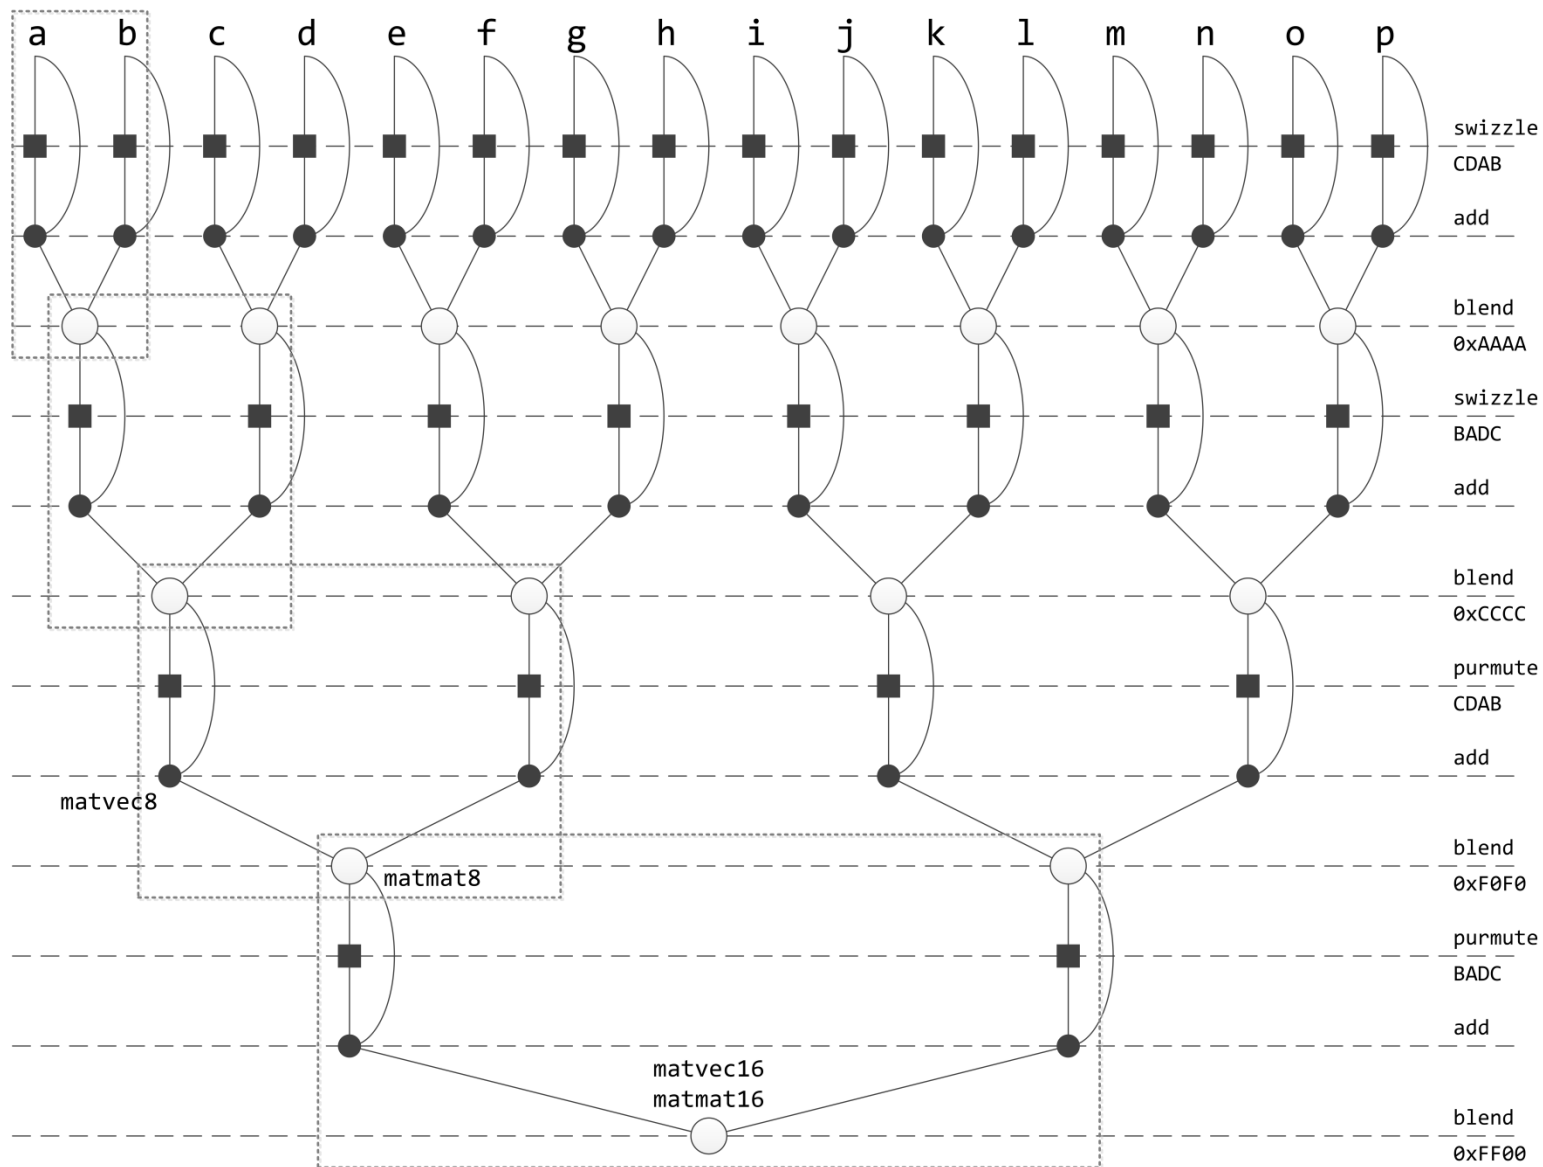 a b c d e f g h i j k l m n o p
swizzle
CDAB
add
blend
0xAAAA
swizzle
BADC
add
blend
0xCCCC
purmute
CDAB
add
matvec8
blend
matmat8
0xF0F0
purmute
BADC
add
matvec16
matmat16
blend
0xFF00